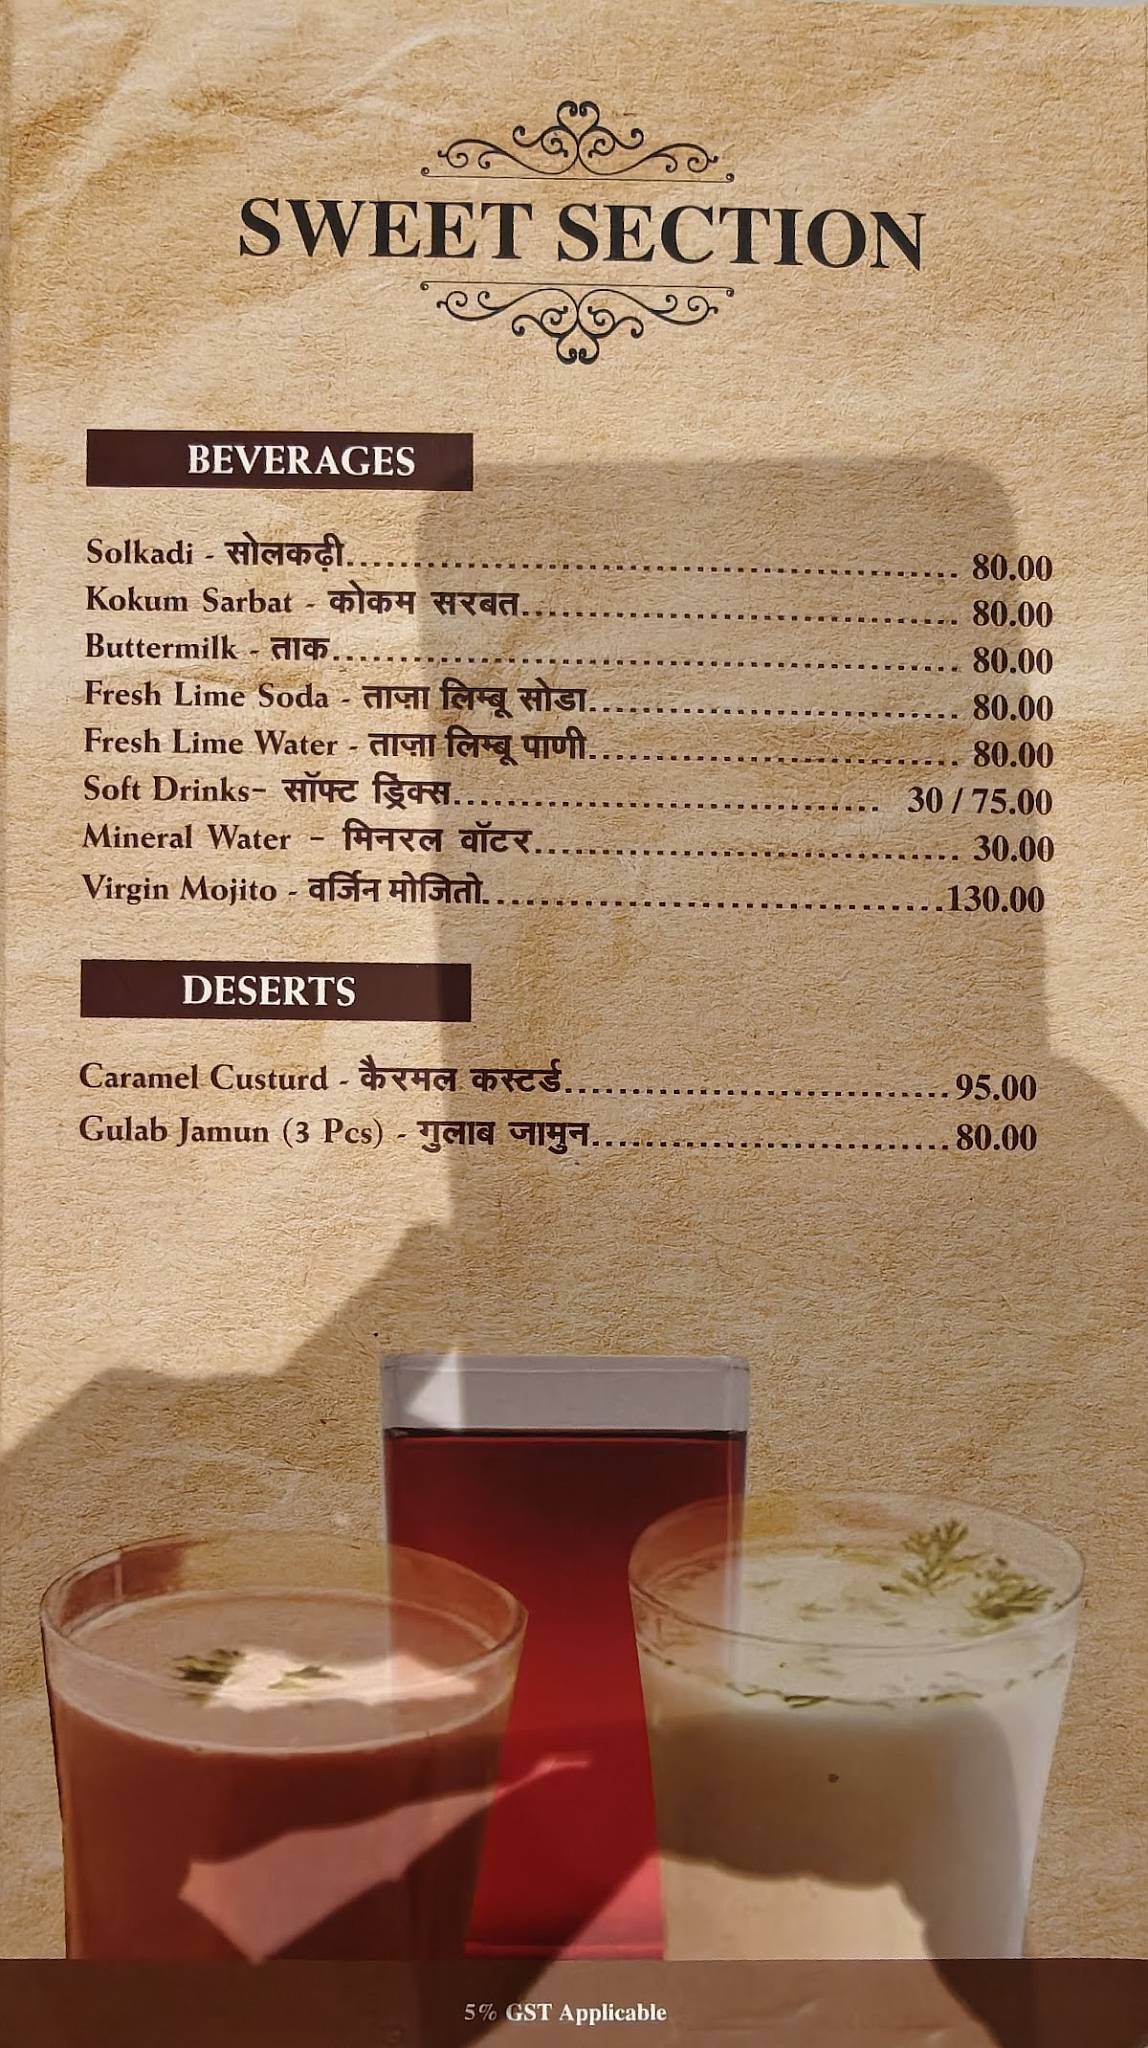 SWEET SECTION
BEVERAGES
Solkadi - सोलकढ़ी........................................................ 80.00
Kokum Sarbat - कोकम सरबत........................................ 80.00
Buttermilk - ताक........................................................ 80.00
Fresh Lime Soda - ताज़ा लिम्बू सोडा................................. 80.00
Fresh Lime Water - ताज़ा लिम्बू पाणी................................. 80.00
Soft Drinks- सॉफ्ट ड्रिंक्स........................................ 30 / 75.00
Mineral Water - मिनरल वॉटर........................................ 30.00
Virgin Mojito - वर्जिन मोजितो........................................130.00
DESERTS
Caramel Custurd - कैरमल कस्टर्ड.................................95.00
Gulab Jamun (3 Pcs) - गुलाब जामुन..............................80.00
5% GST Applicable